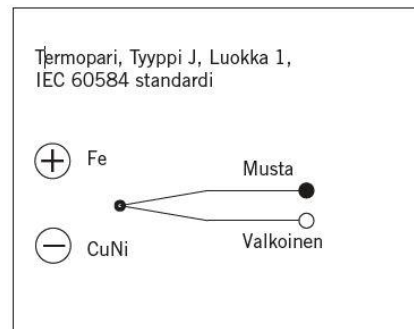 Termopari, Tyyppi J, Luokka 1,
IEC 60584 standardi
+ Fe
Musta
Valkoinen
− CuNi